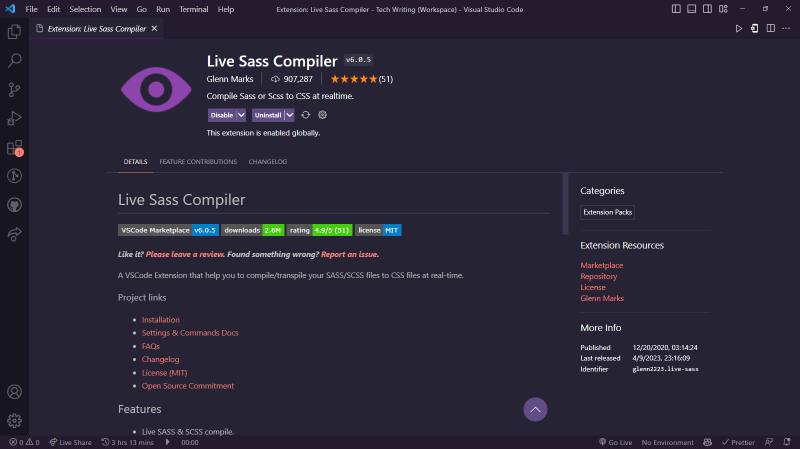 File Edit Selection View Go Run Terminal Help Extension: Live Sass Compiler - Tech Writing (Workspace) - Visual Studio Code
Extension: Live Sass Compiler
Live Sass Compiler v6.0.5
Glenn Marks 907,287 (51)
Compile Sass or Scss to CSS at realtime.
Disable Uninstall
This extension is enabled globally.
DETAILS FEATURE CONTRIBUTIONS CHANGELOG
Live Sass Compiler
VSCode Marketplace v6.0.5 downloads 2.6M rating 4.9/5 (51) license MIT
Like it? Please leave a review. Found something wrong? Report an issue.
A VSCode Extension that help you to compile/transpile your SASS/SCSS files to CSS files at real-time.
Project links
Installation
Settings & Commands Docs
FAQs
Changelog
License (MIT)
Open Source Commitment
Features
Live SASS & SCSS compile.
Categories
Extension Packs
Extension Resources
Marketplace
Repository
License
Glenn Marks
More Info
Published 12/20/2020, 03:14:24
Last released 4/9/2023, 23:16:09
Identifier glenn2223.live-sass
1
0 0 Live Share 3 hrs 13 mins 00:00 Go Live No Environment Prettier